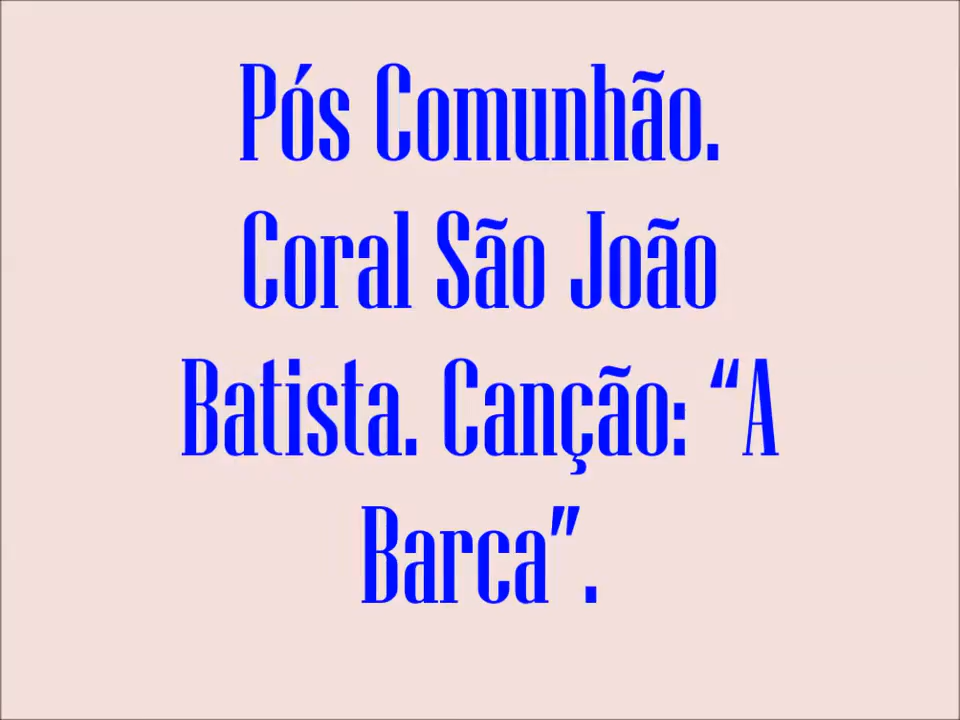 Pós Comunhão.
Coral São João
Batista. Canção: “A
Barca”.